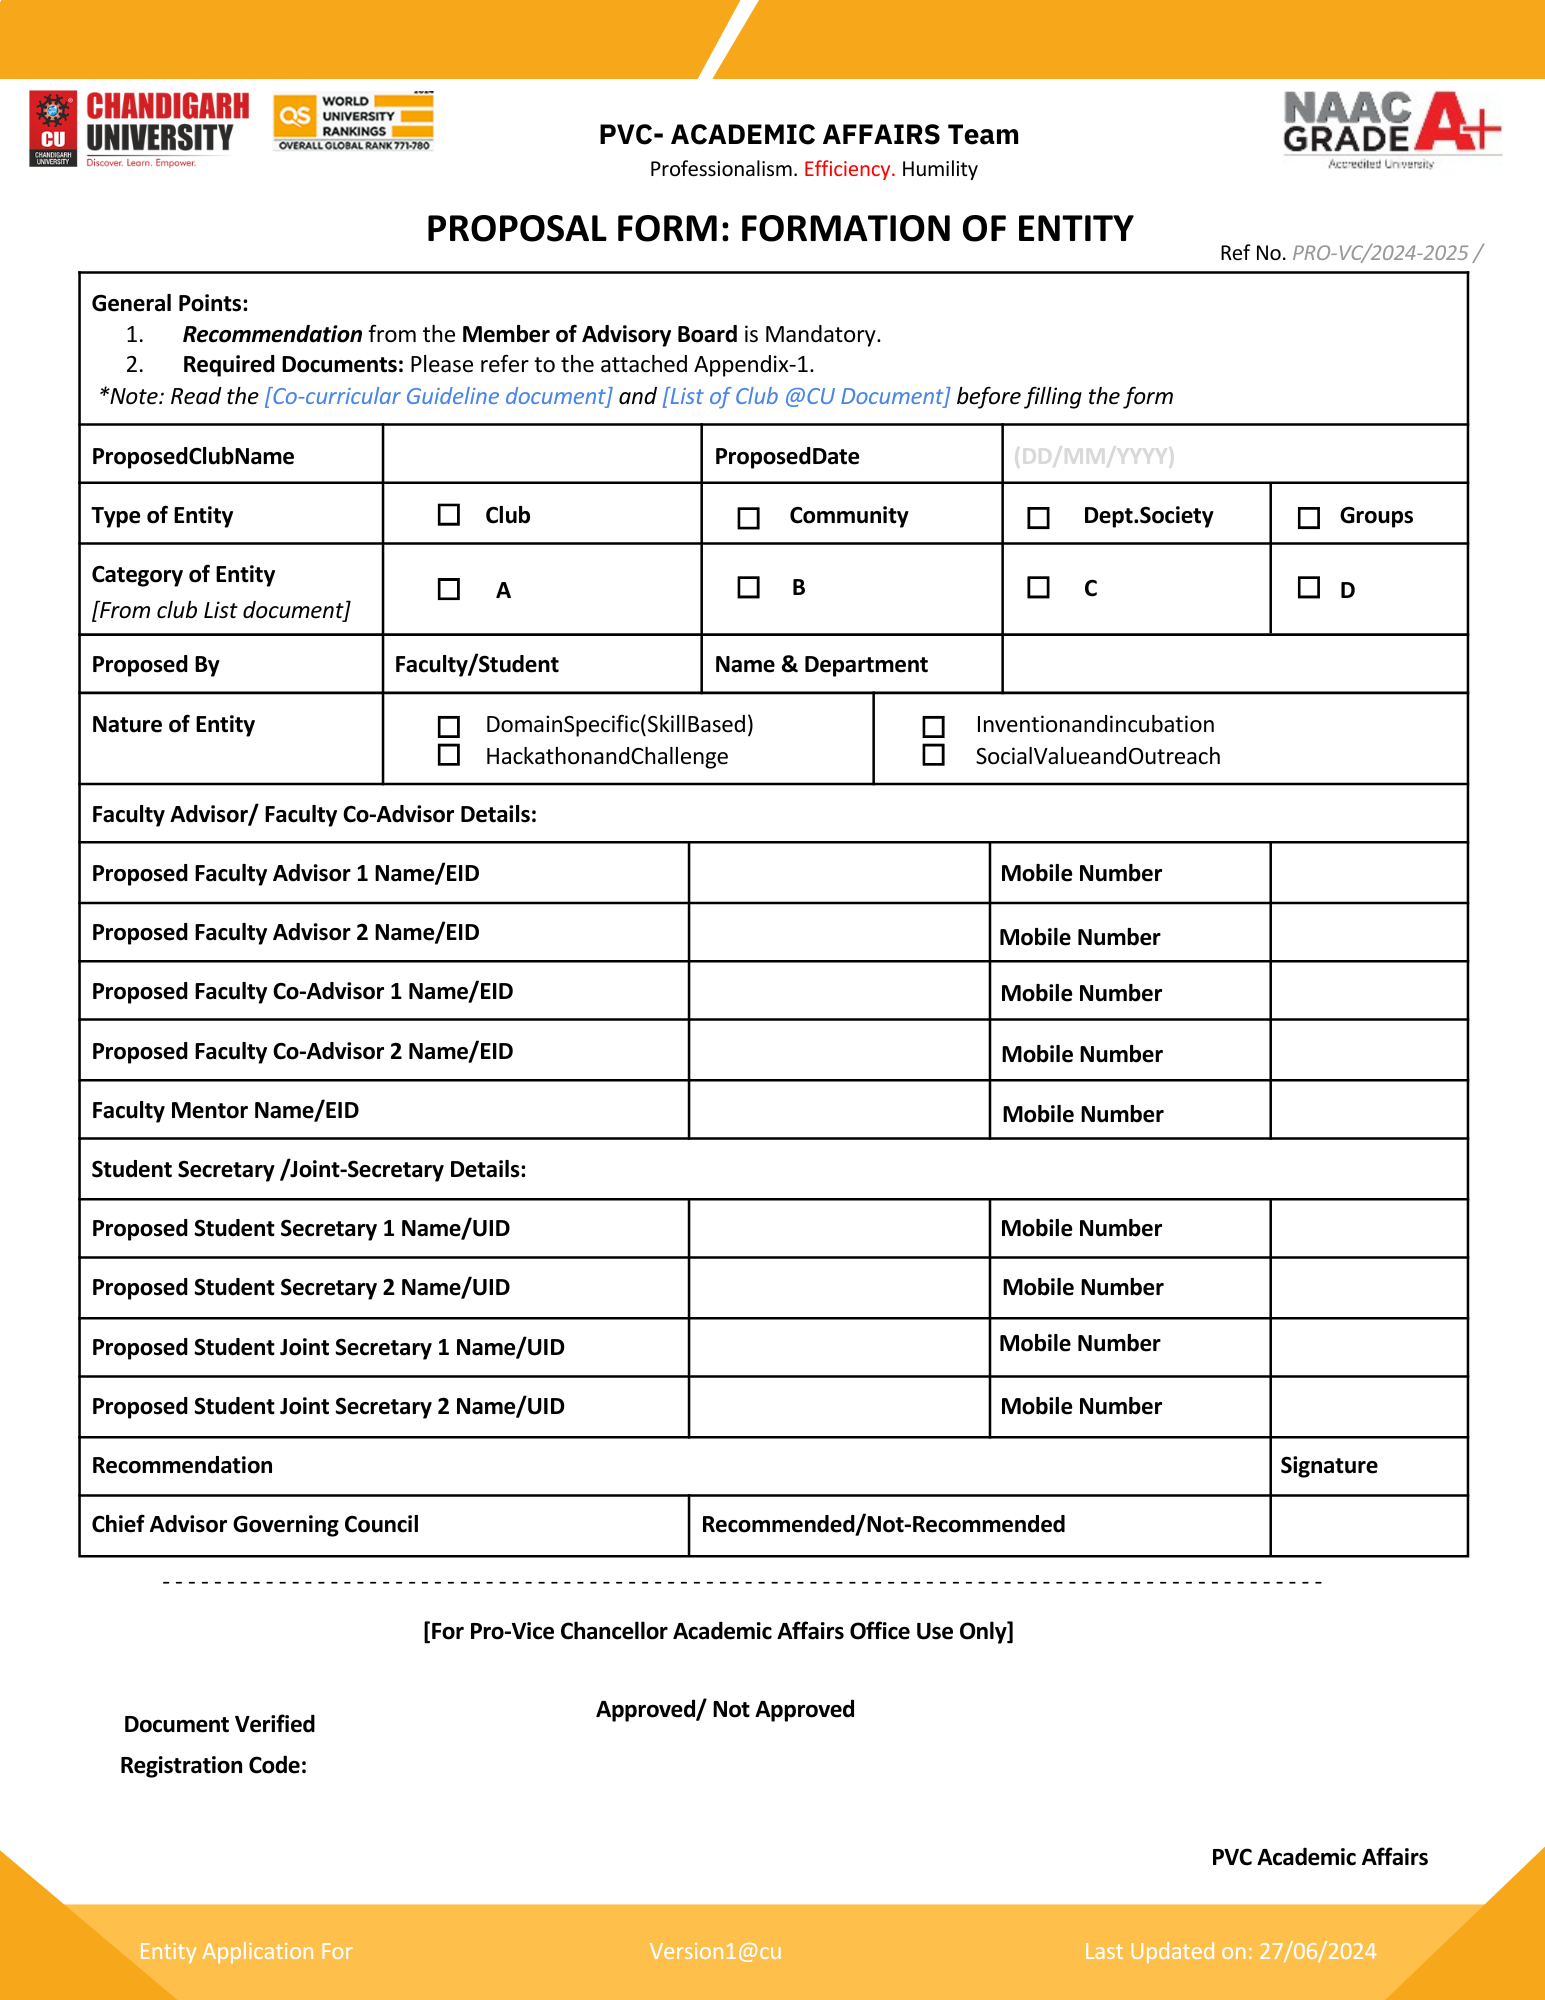 CHANDIGARH
UNIVERSITY
Discover. Learn. Empower.
CU
CHANDIGARH
UNIVERSITY
2024
QS
WORLD
UNIVERSITY
RANKINGS
OVERALL GLOBAL RANK 771-780
PVC- ACADEMIC AFFAIRS Team
Professionalism. Efficiency. Humility
NAAC
GRADE A+
Accredited University
PROPOSAL FORM: FORMATION OF ENTITY
Ref No. PRO-VC/2024-2025 /
General Points:
1. Recommendation from the Member of Advisory Board is Mandatory.
2. Required Documents: Please refer to the attached Appendix-1.
*Note: Read the [Co-curricular Guideline document] and [List of Club @CU Document] before filling the form
ProposedClubName ProposedDate (DD/MM/YYYY)
Type of Entity ☐ Club ☐ Community ☐ Dept.Society ☐ Groups
Category of Entity
[From club List document] ☐ A ☐ B ☐ C ☐ D
Proposed By Faculty/Student Name & Department
Nature of Entity ☐ DomainSpecific(SkillBased) ☐ Inventionandincubation
☐ HackathonandChallenge ☐ SocialValueandOutreach
Faculty Advisor/ Faculty Co-Advisor Details:
Proposed Faculty Advisor 1 Name/EID Mobile Number
Proposed Faculty Advisor 2 Name/EID Mobile Number
Proposed Faculty Co-Advisor 1 Name/EID Mobile Number
Proposed Faculty Co-Advisor 2 Name/EID Mobile Number
Faculty Mentor Name/EID Mobile Number
Student Secretary /Joint-Secretary Details:
Proposed Student Secretary 1 Name/UID Mobile Number
Proposed Student Secretary 2 Name/UID Mobile Number
Proposed Student Joint Secretary 1 Name/UID Mobile Number
Proposed Student Joint Secretary 2 Name/UID Mobile Number
Recommendation Signature
Chief Advisor Governing Council Recommended/Not-Recommended
[For Pro-Vice Chancellor Academic Affairs Office Use Only]
Approved/ Not Approved
Document Verified
Registration Code:
PVC Academic Affairs
Entity Application For Version1@cu Last Updated on: 27/06/2024